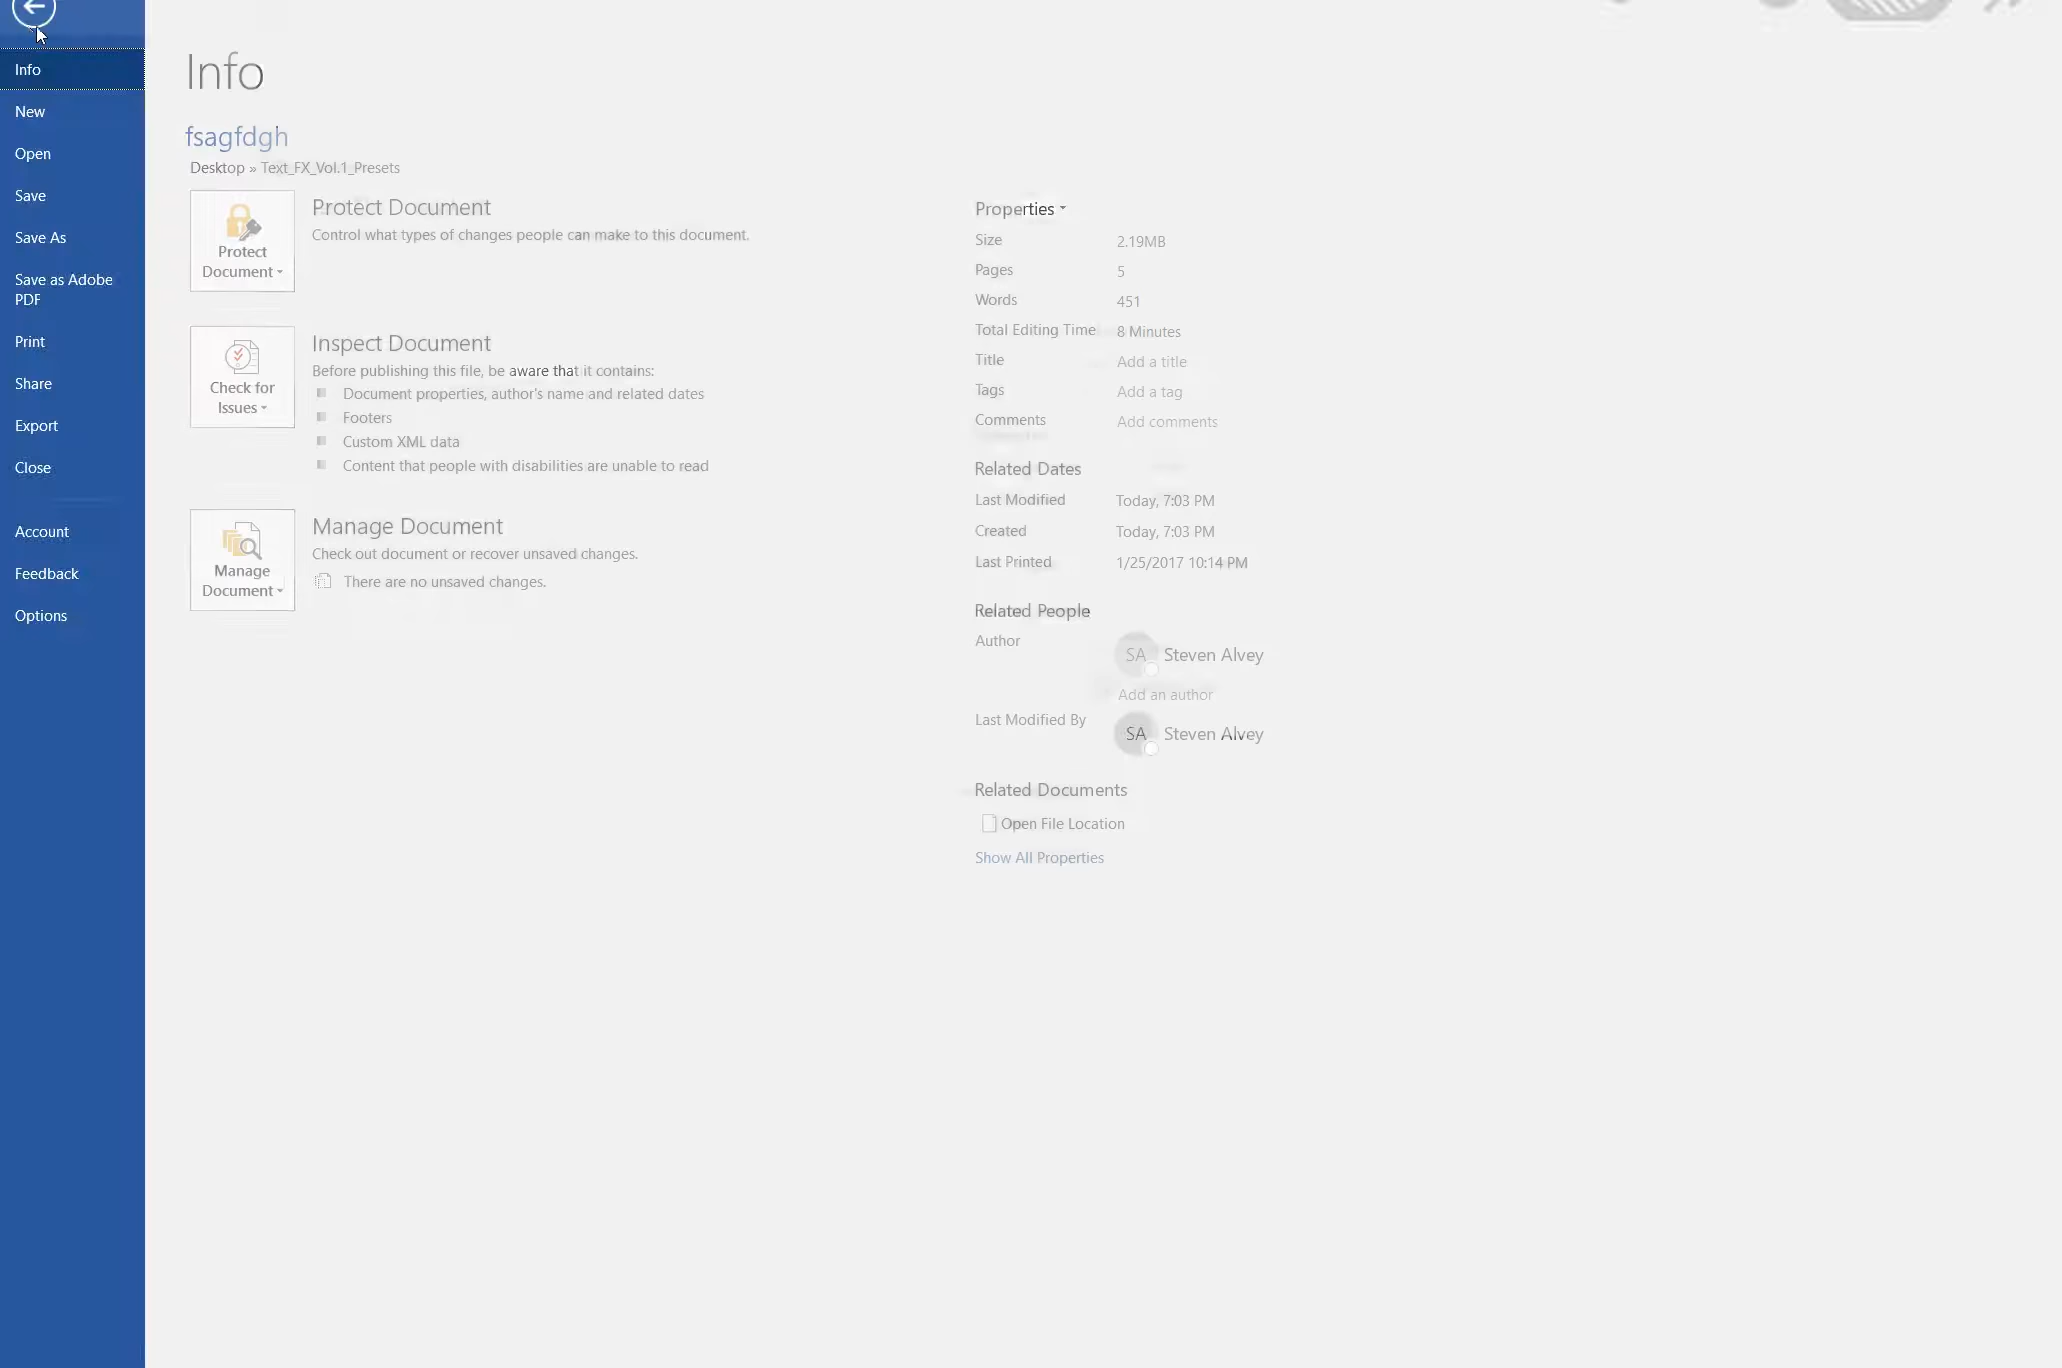 Info
New
Open
Save
Save As
Save as Adobe
PDF
Print
Share
Export
Close
Account
Feedback
Options
Info
fsagfdgh
Desktop » Text_FX_Vol.1_Presets
Protect
Document
Protect Document
Control what types of changes people can make to this document.
Check for
Issues
Inspect Document
Before publishing this file, be aware that it contains:
Document properties, author's name and related dates
Footers
Custom XML data
Content that people with disabilities are unable to read
Manage
Document
Manage Document
Check out document or recover unsaved changes.
There are no unsaved changes.
Properties
Size 2.19MB
Pages 5
Words 451
Total Editing Time 8 Minutes
Title Add a title
Tags Add a tag
Comments Add comments
Related Dates
Last Modified Today, 7:03 PM
Created Today, 7:03 PM
Last Printed 1/25/2017 10:14 PM
Related People
Author SA Steven Alvey
Add an author
Last Modified By SA Steven Alvey
Related Documents
Open File Location
Show All Properties